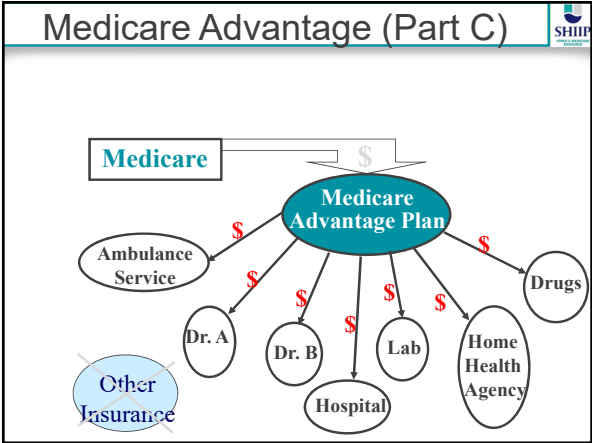 Medicare Advantage (Part C)
SHIIP
Medicare
$
Medicare
Advantage Plan
$
$
$
$
$
$
$
Ambulance
Service
Drugs
Dr. A
Dr. B
Lab
Home
Health
Agency
Hospital
Other
Insurance